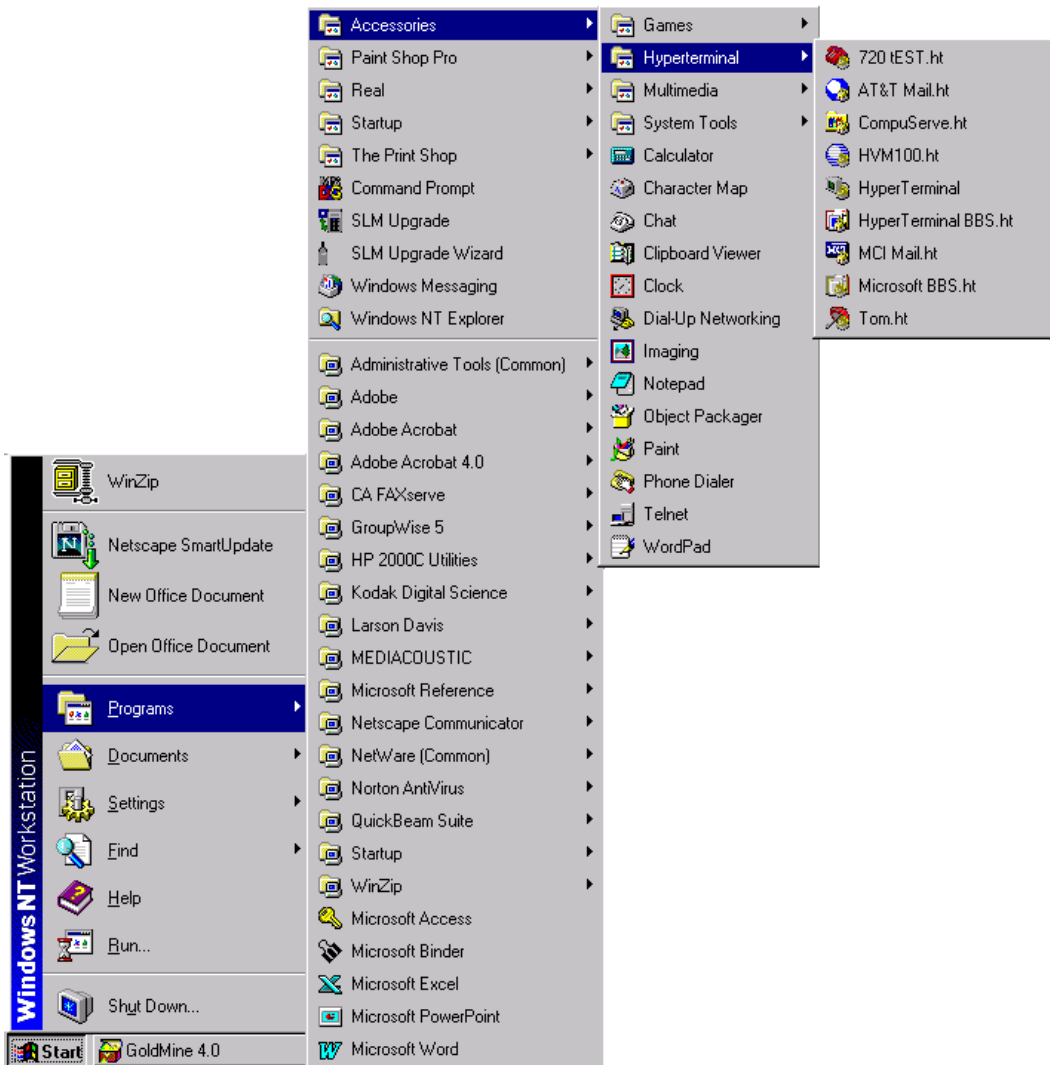 Accessories
Paint Shop Pro
Real
Startup
The Print Shop
Command Prompt
SLM Upgrade
SLM Upgrade Wizard
Windows Messaging
Windows NT Explorer
Administrative Tools (Common)
Adobe
Adobe Acrobat
Adobe Acrobat 4.0
CA FAXserve
GroupWise 5
HP 2000C Utilities
Kodak Digital Science
Larson Davis
MEDIACOUSTIC
Microsoft Reference
Netscape Communicator
NetWare (Common)
Norton AntiVirus
QuickBeam Suite
Startup
WinZip
Microsoft Access
Microsoft Binder
Microsoft Excel
Microsoft PowerPoint
Microsoft Word
Games
Hyperterminal
Multimedia
System Tools
Calculator
Character Map
Chat
Clipboard Viewer
Clock
Dial-Up Networking
Imaging
Notepad
Object Packager
Paint
Phone Dialer
Telnet
WordPad
720 tEST.ht
AT&T Mail.ht
CompuServe.ht
HVM100.ht
HyperTerminal
HyperTerminal BBS.ht
MCI Mail.ht
Microsoft BBS.ht
Tom.ht
WinZip
Netscape SmartUpdate
New Office Document
Open Office Document
Programs
Documents
Settings
Find
Help
Run...
Shut Down...
Windows NT Workstation
Start
GoldMine 4.0